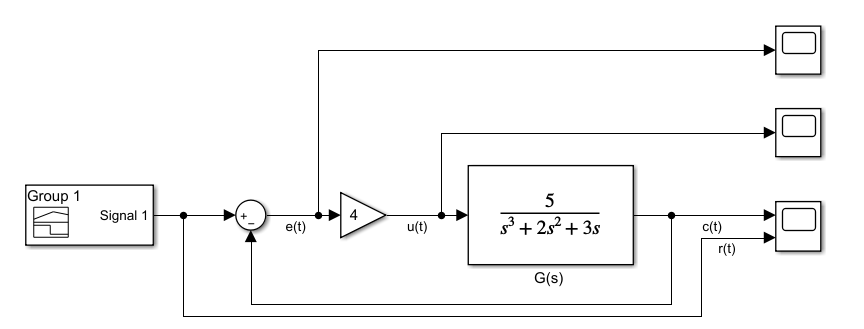 Group 1
Signal 1
+
−
e(t)
4
u(t)
5
s³ + 2s² + 3s
G(s)
c(t)
r(t)